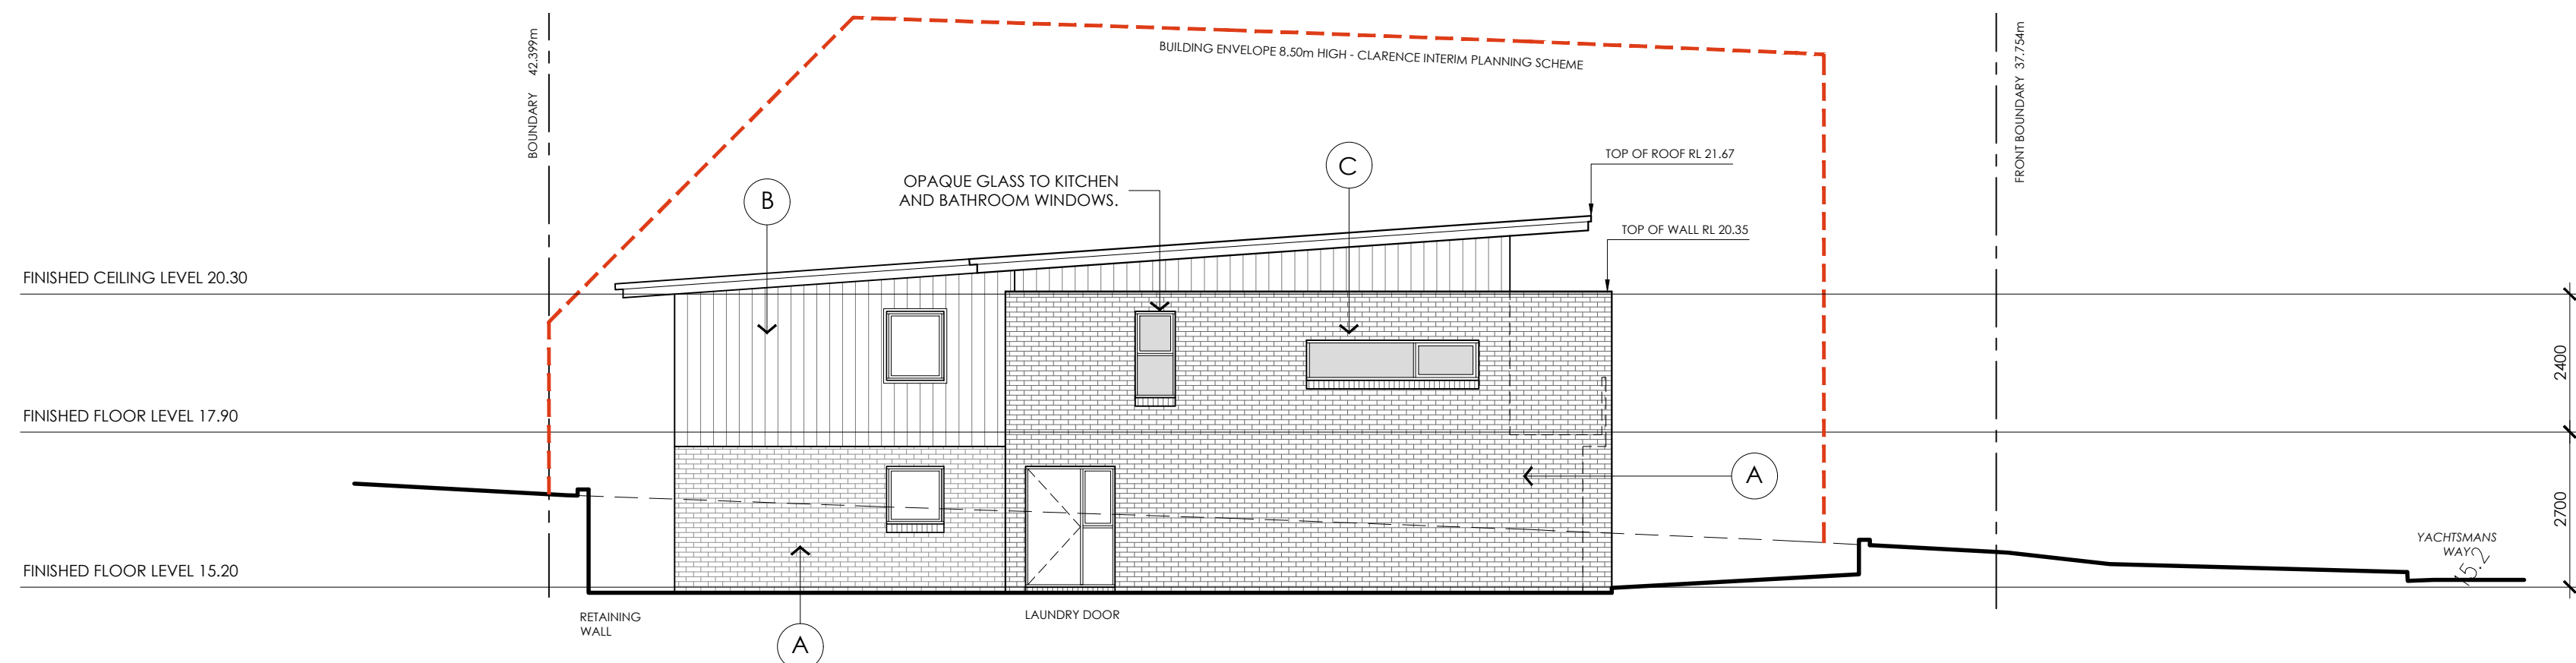 BOUNDARY 42.399m
BUILDING ENVELOPE 8.50m HIGH - CLARENCE INTERIM PLANNING SCHEME
FRONT BOUNDARY 37.754m
C
TOP OF ROOF RL 21.67
B
OPAQUE GLASS TO KITCHEN
AND BATHROOM WINDOWS.
TOP OF WALL RL 20.35
FINISHED CEILING LEVEL 20.30
2400
FINISHED FLOOR LEVEL 17.90
A
2700
YACHTSMANS
WAY
15.2
FINISHED FLOOR LEVEL 15.20
RETAINING
WALL
LAUNDRY DOOR
A